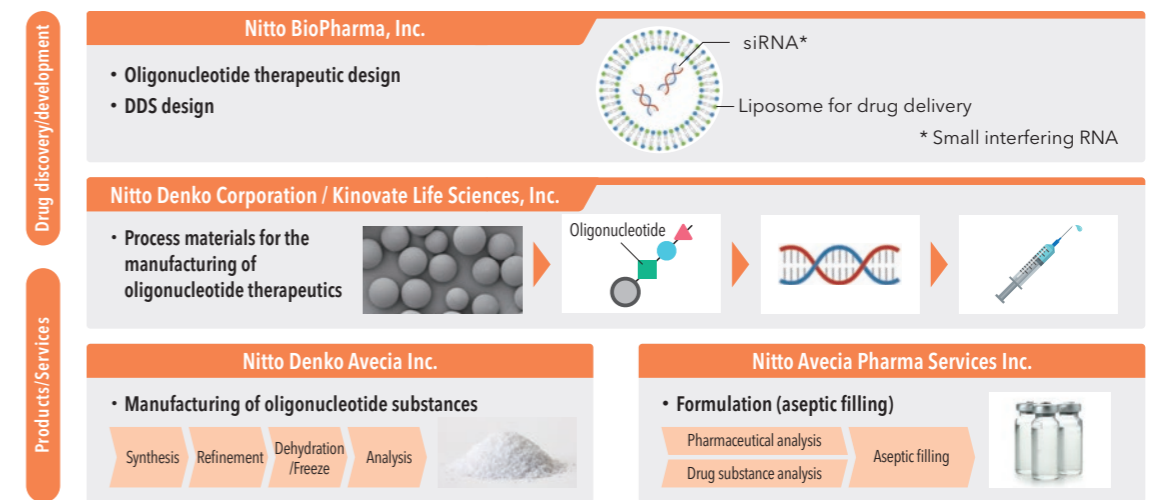 Drug discovery/development
Nitto BioPharma, Inc.
・Oligonucleotide therapeutic design
・DDS design
siRNA*
Liposome for drug delivery
* Small interfering RNA
Nitto Denko Corporation / Kinovate Life Sciences, Inc.
・Process materials for the
manufacturing of
oligonucleotide therapeutics
Oligonucleotide
Products/Services
Nitto Denko Avecia Inc.
・Manufacturing of oligonucleotide substances
Synthesis
Refinement
Dehydration
/Freeze
Analysis
Nitto Avecia Pharma Services Inc.
・Formulation (aseptic filling)
Pharmaceutical analysis
Drug substance analysis
Aseptic filling